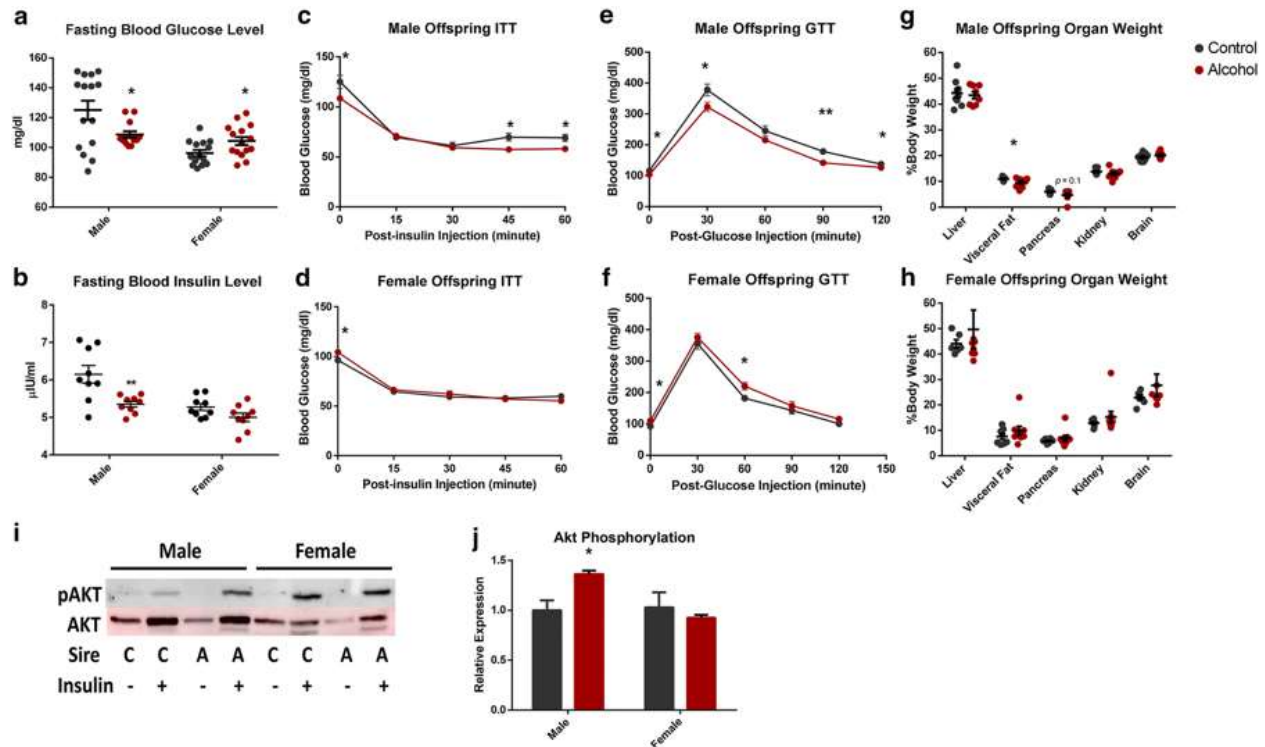 a
Fasting Blood Glucose Level
mg/dl
160
140
120
100
80
60
*
*
Male
Female
b
Fasting Blood Insulin Level
µIU/ml
8
7
6
5
4
**
Male
Female
c
Male Offspring ITT
Blood Glucose (mg/dl)
150
100
50
0
*
*
*
0
15
30
45
60
Post-insulin Injection (minute)
d
Female Offspring ITT
Blood Glucose (mg/dl)
150
100
50
0
*
0
15
30
45
60
Post-insulin Injection (minute)
e
Male Offspring GTT
Blood Glucose (mg/dl)
500
400
300
200
100
0
*
*
**
*
0
30
60
90
120
Post-Glucose Injection (minute)
f
Female Offspring GTT
Blood Glucose (mg/dl)
500
400
300
200
100
0
*
*
0
30
60
90
120
150
Post-Glucose Injection (minute)
g
Male Offspring Organ Weight
%Body Weight
60
50
40
30
20
10
0
*
p = 0.1
Liver
Visceral Fat
Pancreas
Kidney
Brain
Control
Alcohol
h
Female Offspring Organ Weight
%Body Weight
60
50
40
30
20
10
0
Liver
Visceral Fat
Pancreas
Kidney
Brain
i
Male Female
pAKT
AKT
Sire C C A A C C A A
Insulin - + - + - + - +
j
Akt Phosphorylation
Relative Expression
1.5
1.0
0.5
0.0
*
Male
Female